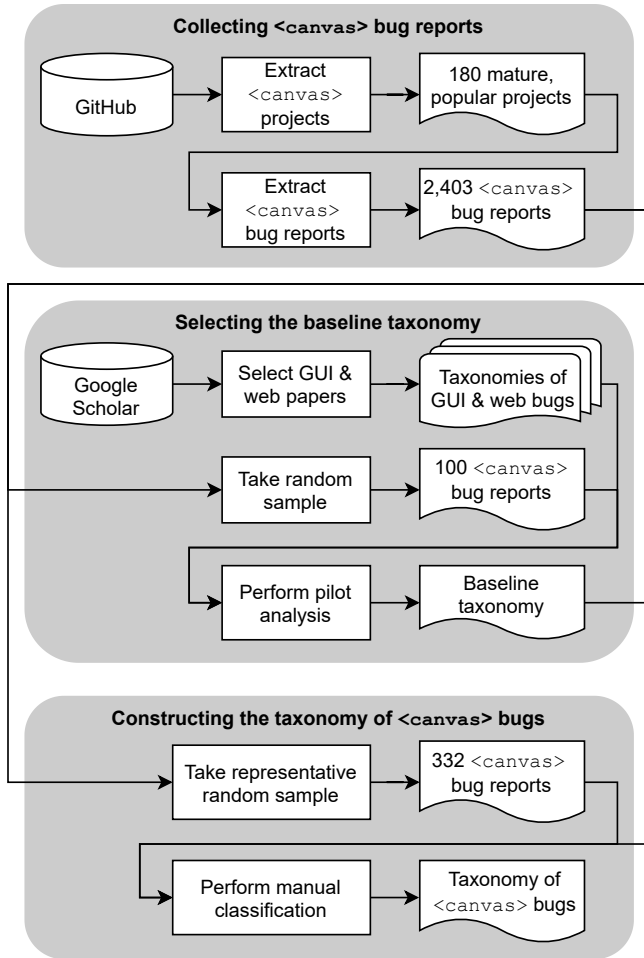 Collecting <canvas> bug reports
GitHub
Extract
<canvas>
projects
180 mature,
popular projects
Extract
<canvas>
bug reports
2,403 <canvas>
bug reports
Selecting the baseline taxonomy
Google
Scholar
Select GUI &
web papers
Taxonomies of
GUI & web bugs
Take random
sample
100 <canvas>
bug reports
Perform pilot
analysis
Baseline
taxonomy
Constructing the taxonomy of <canvas> bugs
Take representative
random sample
332 <canvas>
bug reports
Perform manual
classification
Taxonomy of
<canvas> bugs